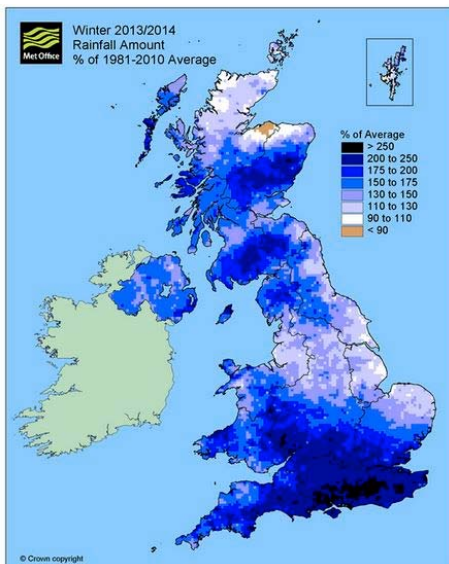 Met Office
Winter 2013/2014
Rainfall Amount
% of 1981-2010 Average
% of Average
> 250
200 to 250
175 to 200
150 to 175
130 to 150
110 to 130
90 to 110
< 90
© Crown copyright